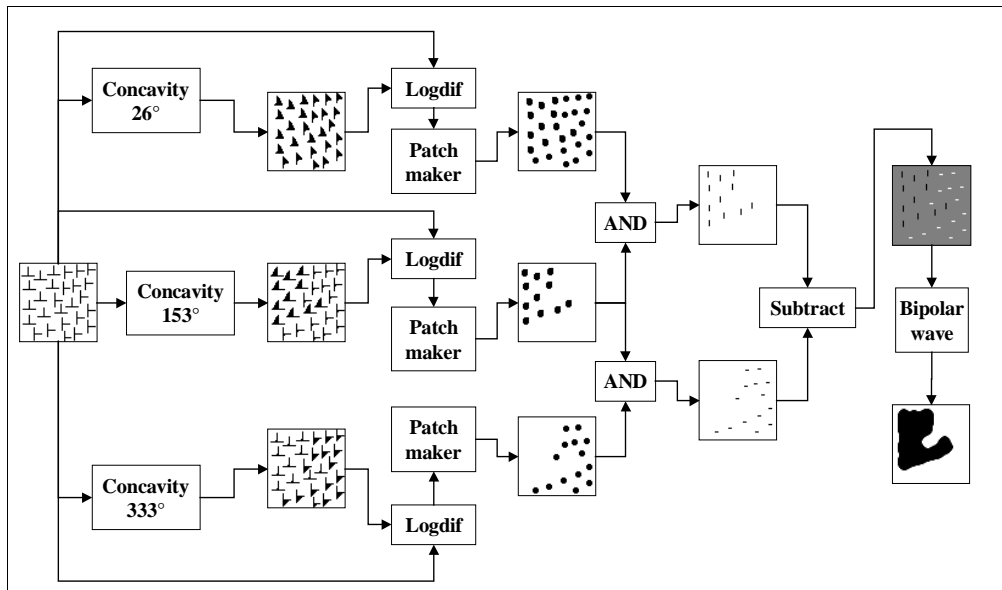 Concavity
26°
Logdif
Patch
maker
AND
Logdif
Concavity
153°
Patch
maker
Subtract
Bipolar
wave
AND
Patch
maker
Concavity
333°
Logdif